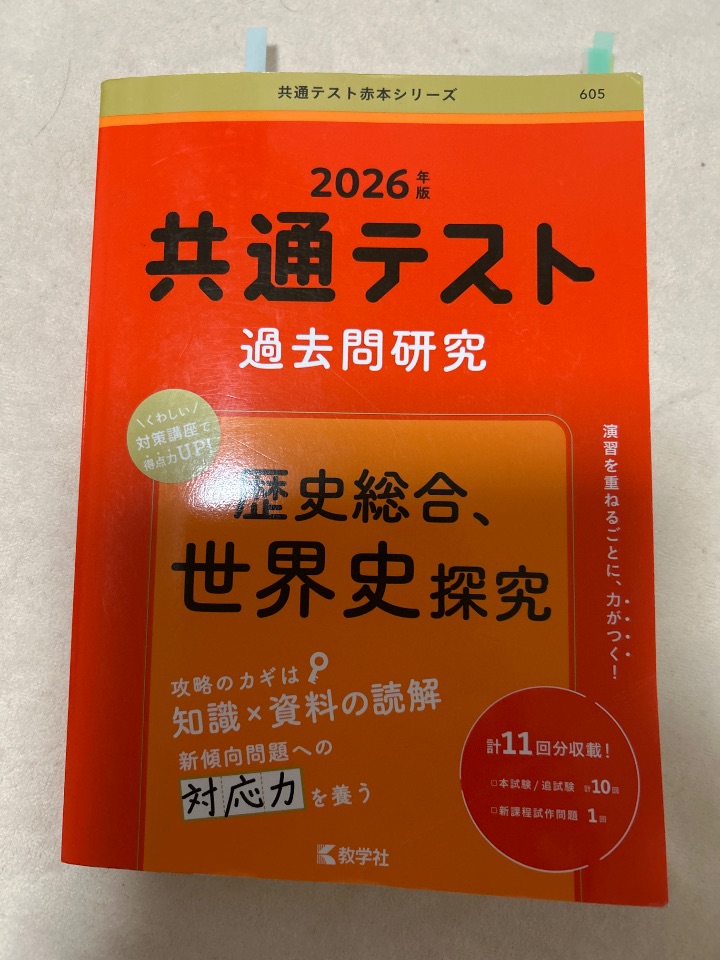 共通テスト赤本シリーズ 605
2026年版
共通テスト
過去問研究
くわしい
対策講座で
得点力UP!
歴史総合、
世界史探究
演習を重ねるごとに、力がつく!
攻略のカギは
知識×資料の読解
新傾向問題への
対応力を養う
計11回分収載!
□本試験/追試験 計10回
□新課程試作問題 1回
教学社